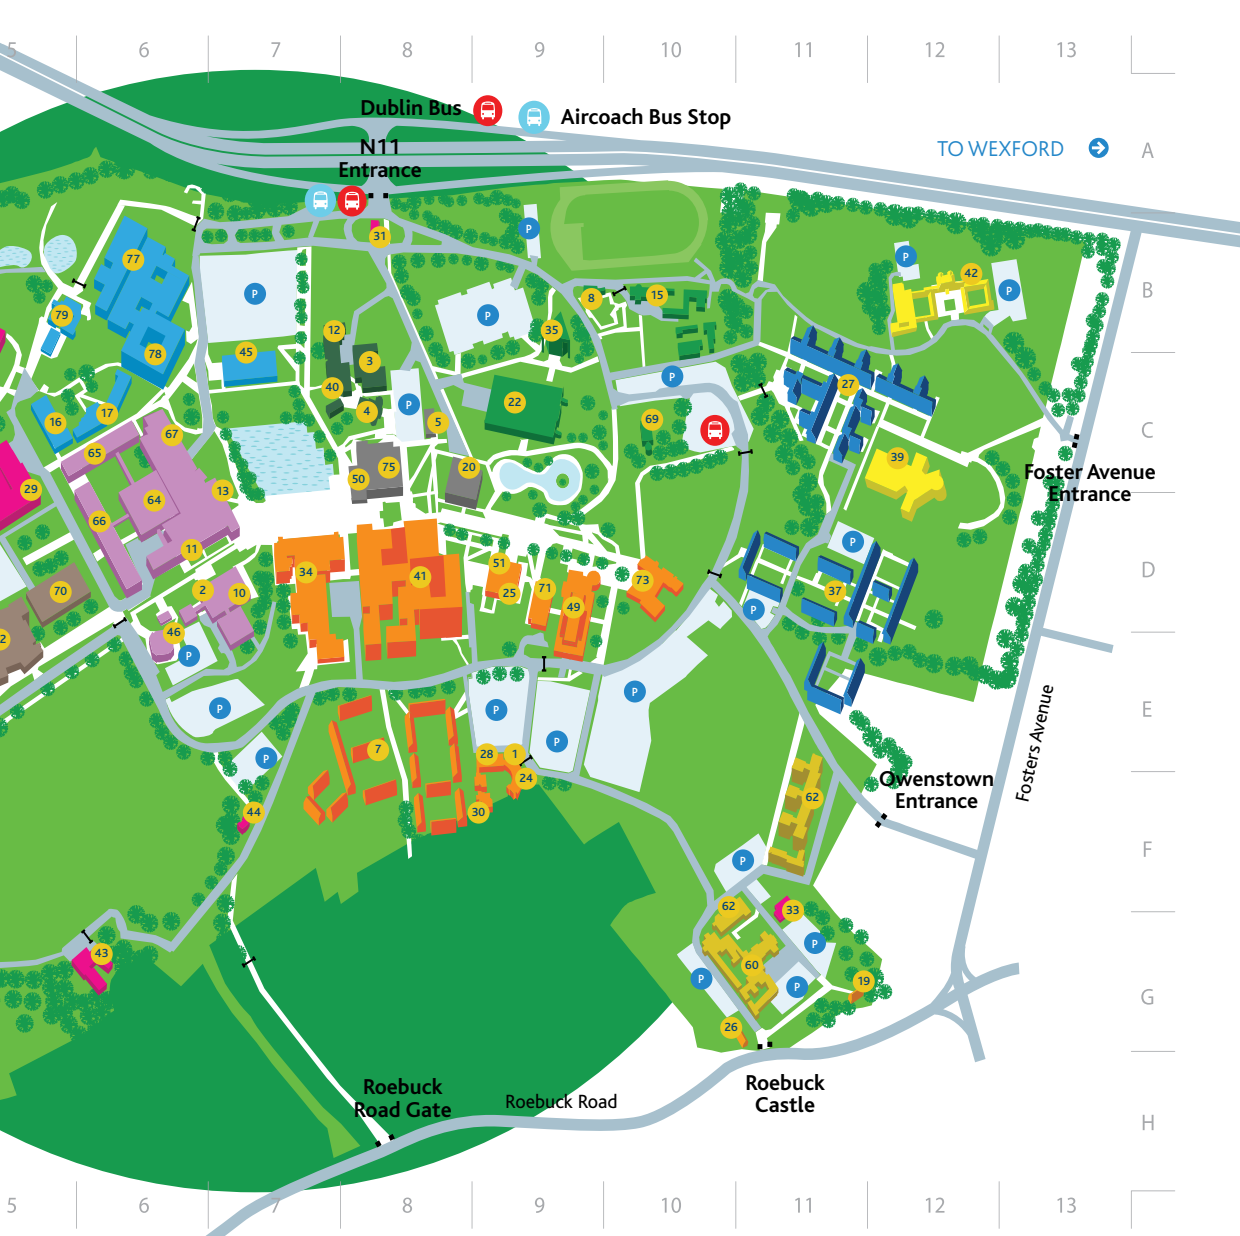 5 6 7 8 9 10 11 12 13
Dublin Bus
Aircoach Bus Stop
N11
Entrance
TO WEXFORD
A
31
P
77
P
42
B
P
79
8
15
P
P
12
35
78
45
3
P
40
27
16
17
4
P
22
5
69
C
67
65
39
75
20
Foster Avenue
Entrance
29
13
50
64
66
11
P
34
41
51
73
D
70
2
10
25
71
49
37
P
2
46
P
P
E
P
P
7
P
28
1
P
24
Fosters Avenue
Owenstown
Entrance
62
44
30
F
P
62
33
43
P
60
P
P
19
G
26
Roebuck
Castle
Roebuck
Road Gate
Roebuck Road
H
5 6 7 8 9 10 11 12 13